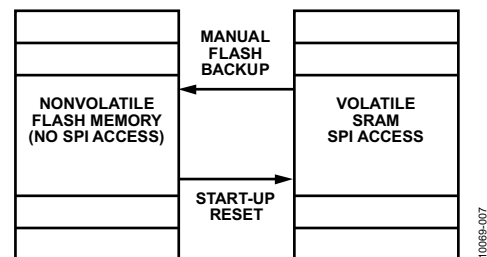 MANUAL
FLASH
BACKUP
NONVOLATILE
FLASH MEMORY
(NO SPI ACCESS)
VOLATILE
SRAM
SPI ACCESS
START-UP
RESET
10069-007